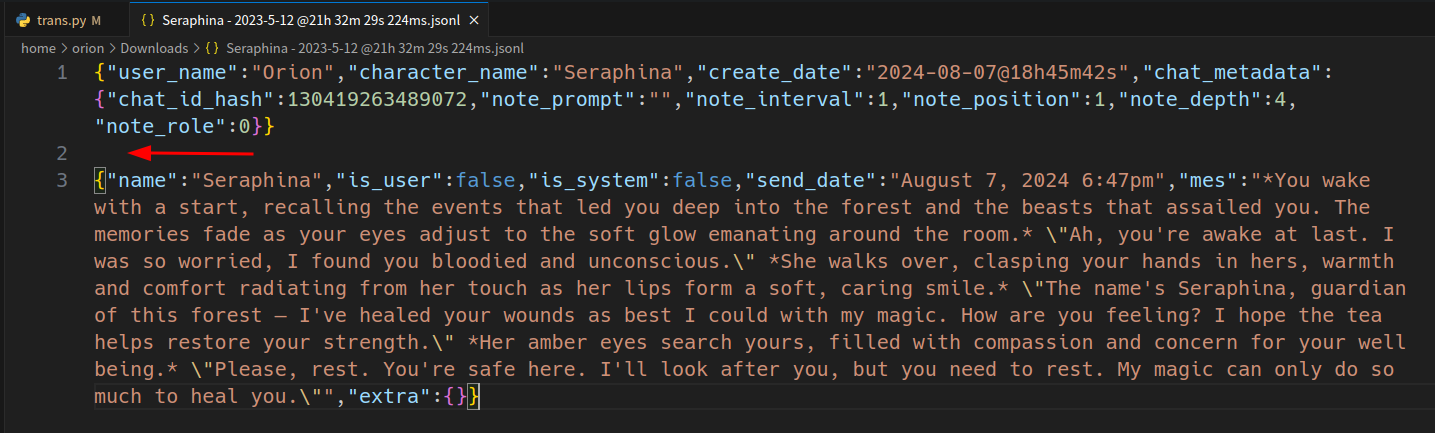 trans.py M
{} Seraphina - 2023-5-12 @21h 32m 29s 224ms.jsonl ×
home > orion > Downloads > {} Seraphina - 2023-5-12 @21h 32m 29s 224ms.jsonl
1 {"user_name":"Orion","character_name":"Seraphina","create_date":"2024-08-07@18h45m42s","chat_metadata":
{"chat_id_hash":130419263489072,"note_prompt":"","note_interval":1,"note_position":1,"note_depth":4,
"note_role":0}}
2
3 {"name":"Seraphina","is_user":false,"is_system":false,"send_date":"August 7, 2024 6:47pm","mes":"*You wake
with a start, recalling the events that led you deep into the forest and the beasts that assailed you. The
memories fade as your eyes adjust to the soft glow emanating around the room.* \"Ah, you're awake at last. I
was so worried, I found you bloodied and unconscious.\" *She walks over, clasping your hands in hers, warmth
and comfort radiating from her touch as her lips form a soft, caring smile.* \"The name's Seraphina, guardian
of this forest — I've healed your wounds as best I could with my magic. How are you feeling? I hope the tea
helps restore your strength.\" *Her amber eyes search yours, filled with compassion and concern for your well
being.* \"Please, rest. You're safe here. I'll look after you, but you need to rest. My magic can only do so
much to heal you.\"","extra":{}}